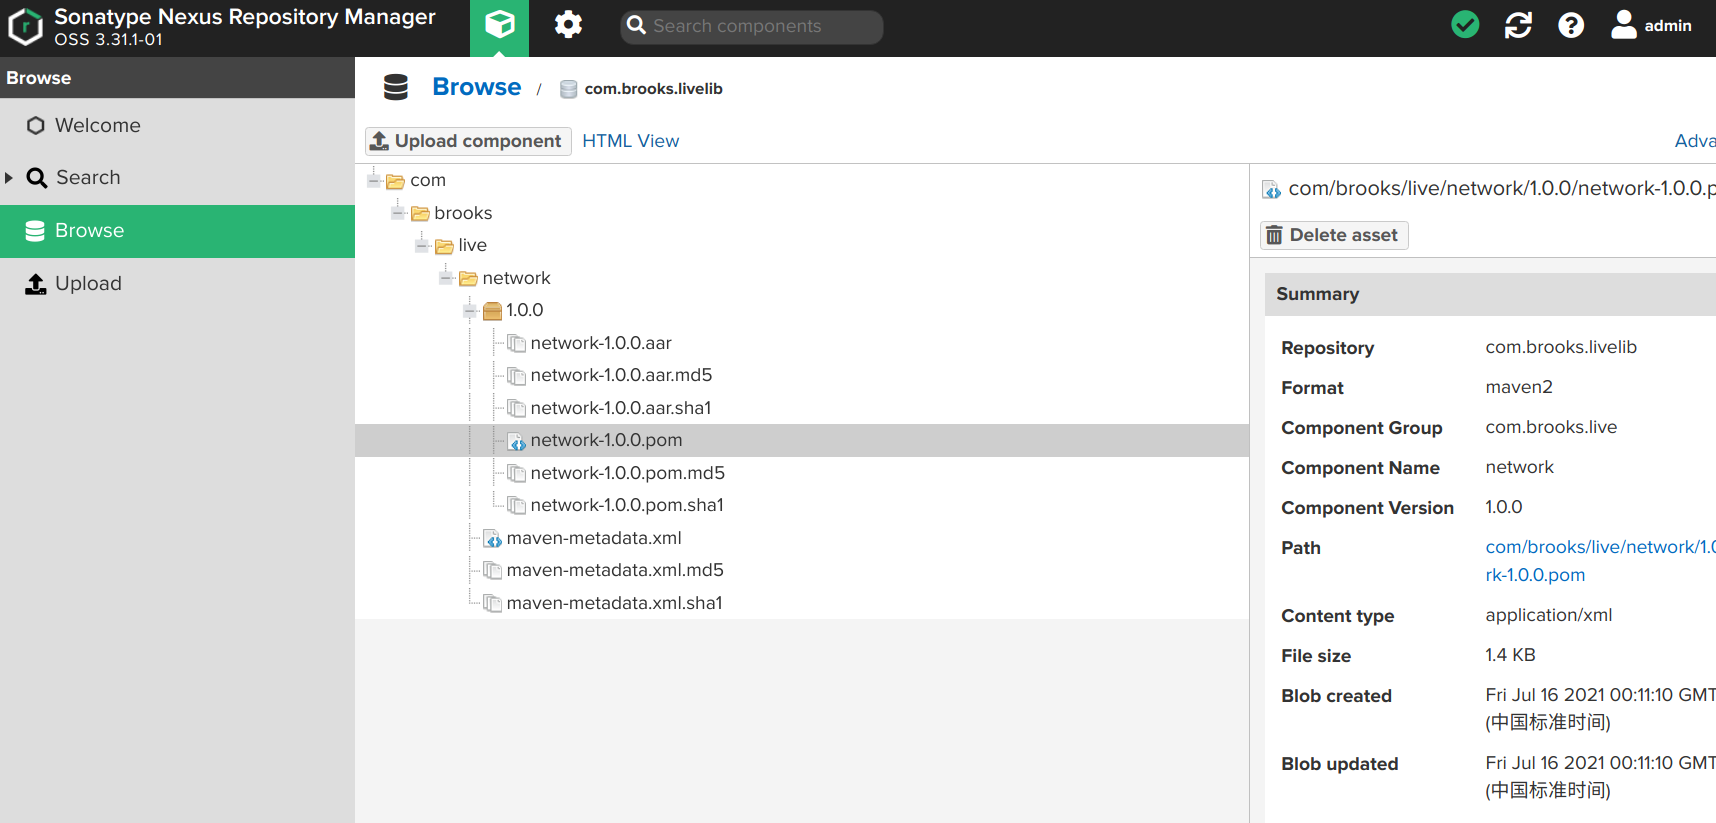 Sonatype Nexus Repository Manager
OSS 3.31.1-01
Search components
admin
Browse
Welcome
Search
Browse
Upload
Browse / com.brooks.livelib
Upload component HTML View Adva
com
brooks
live
network
1.0.0
network-1.0.0.aar
network-1.0.0.aar.md5
network-1.0.0.aar.sha1
network-1.0.0.pom
network-1.0.0.pom.md5
network-1.0.0.pom.sha1
maven-metadata.xml
maven-metadata.xml.md5
maven-metadata.xml.sha1
com/brooks/live/network/1.0.0/network-1.0.0.p
Delete asset
Summary
Repository com.brooks.livelib
Format maven2
Component Group com.brooks.live
Component Name network
Component Version 1.0.0
Path com/brooks/live/network/1.0
rk-1.0.0.pom
Content type application/xml
File size 1.4 KB
Blob created Fri Jul 16 2021 00:11:10 GMT
(中国标准时间)
Blob updated Fri Jul 16 2021 00:11:10 GMT
(中国标准时间)